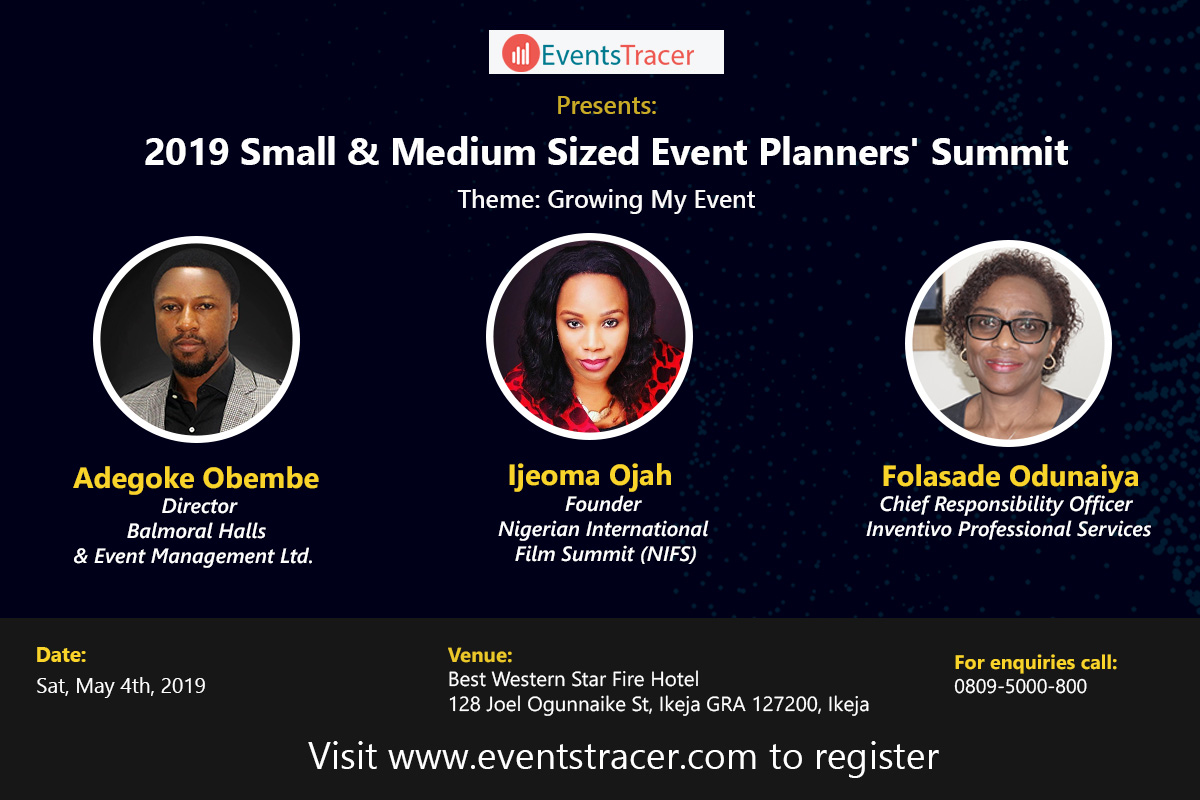 EventsTracer
Presents:
2019 Small & Medium Sized Event Planners' Summit
Theme: Growing My Event
Adegoke Obembe
Director
Balmoral Halls
& Event Management Ltd.
Ijeoma Ojah
Founder
Nigerian International
Film Summit (NIFS)
Folasade Odunaiya
Chief Responsibility Officer
Inventivo Professional Services
Date:
Sat, May 4th, 2019
Venue:
Best Western Star Fire Hotel
128 Joel Ogunnaike St, Ikeja GRA 127200, Ikeja
For enquiries call:
0809-5000-800
Visit www.eventstracer.com to register